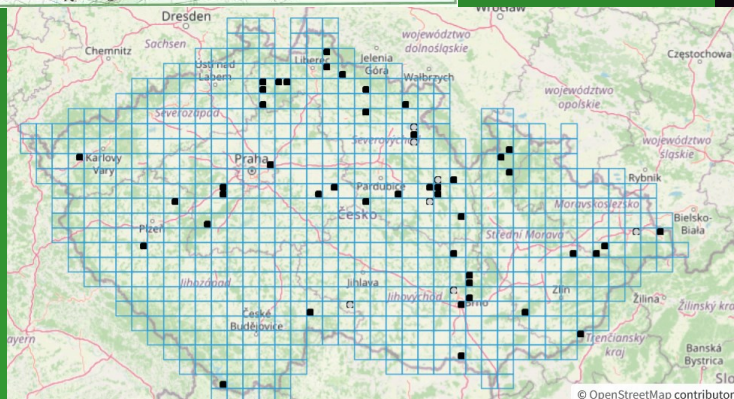 Wrocław
Dresden
Chemnitz
Sachsen
województwo
dolnośląskie
Częstochowa
Jelenia
Góra
Liberec
Ústí nad
Labem
Wałbrzych
województwo
opolskie
Severozápad
Severovýchod
województwo
śląskie
Karlovy
Vary
Praha
Pardubice
Rybnik
Moravskoslezsko
Česko
Bielsko-
Biała
Plzeň
Střední Morava
Jihozápad
Jihlava
Jihovýchod
Brno
Zlín
Žilina
Žilinský kraj
České
Budějovice
Trenčiansky
kraj
Banská
Bystrica
ayern
Slo
© OpenStreetMap contributor